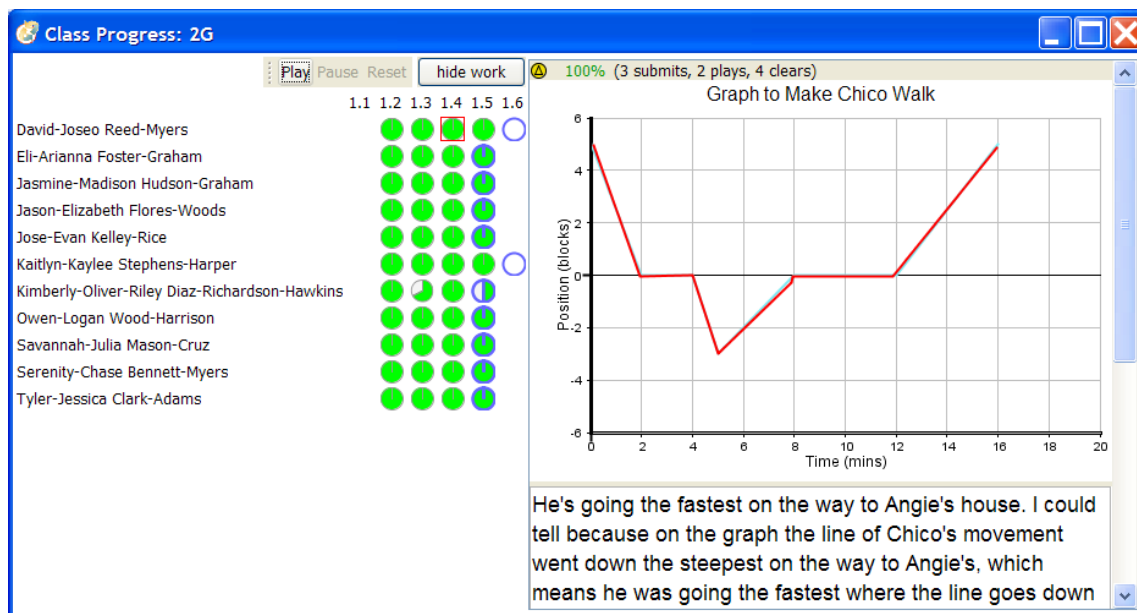 Class Progress: 2G
Play Pause Reset hide work
1.1 1.2 1.3 1.4 1.5 1.6
David-Joseo Reed-Myers
Eli-Arianna Foster-Graham
Jasmine-Madison Hudson-Graham
Jason-Elizabeth Flores-Woods
Jose-Evan Kelley-Rice
Kaitlyn-Kaylee Stephens-Harper
Kimberly-Oliver-Riley Diaz-Richardson-Hawkins
Owen-Logan Wood-Harrison
Savannah-Julia Mason-Cruz
Serenity-Chase Bennett-Myers
Tyler-Jessica Clark-Adams
100% (3 submits, 2 plays, 4 clears)
Graph to Make Chico Walk
Position (blocks)
6
4
2
0
-2
-4
-6
0 2 4 6 8 10 12 14 16 18 20
Time (mins)
He's going the fastest on the way to Angie's house. I could
tell because on the graph the line of Chico's movement
went down the steepest on the way to Angie's, which
means he was going the fastest where the line goes down